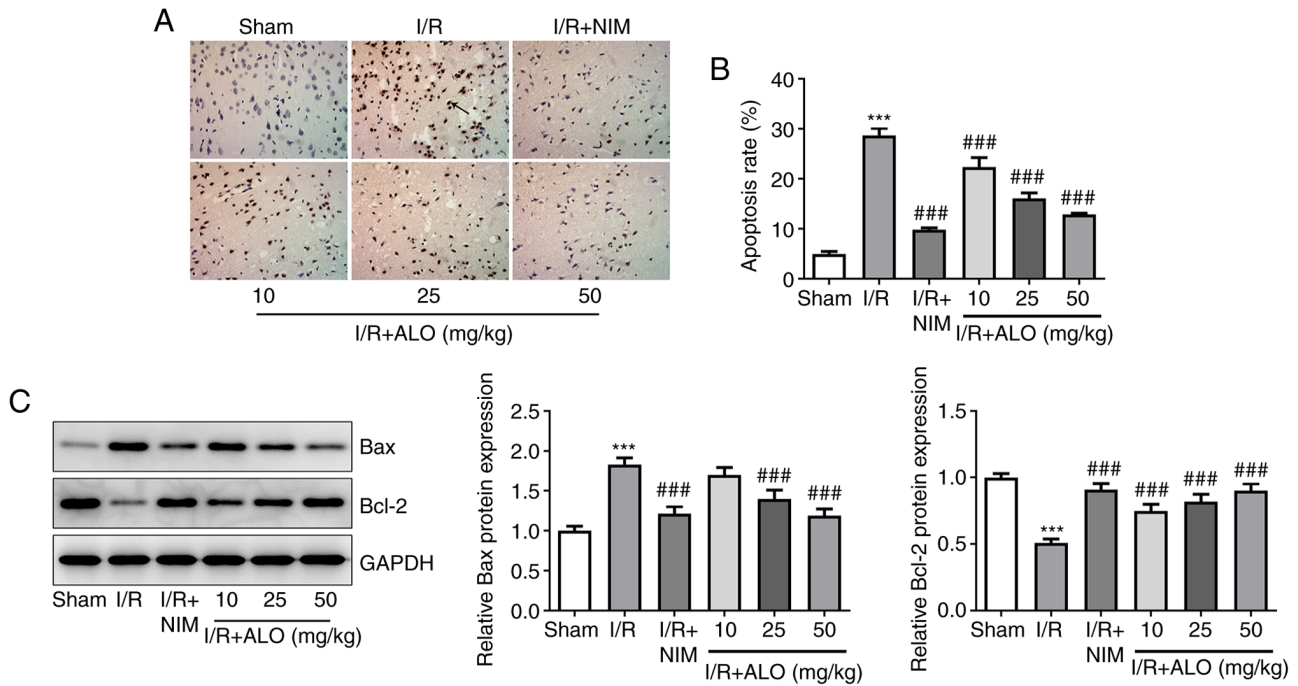 A
Sham I/R I/R+NIM
10 25 50
I/R+ALO (mg/kg)
B
Apoptosis rate (%)
40
30
20
10
0
***
###
###
###
###
Sham I/R I/R+ 10 25 50
NIM I/R+ALO (mg/kg)
C
Bax
Bcl-2
GAPDH
Sham I/R I/R+ 10 25 50
NIM I/R+ALO (mg/kg)
Relative Bax protein expression
2.5
2.0
1.5
1.0
0.5
0.0
***
###
###
###
Sham I/R I/R+ 10 25 50
NIM I/R+ALO (mg/kg)
Relative Bcl-2 protein expression
1.5
1.0
0.5
0.0
***
###
###
###
###
Sham I/R I/R+ 10 25 50
NIM I/R+ALO (mg/kg)